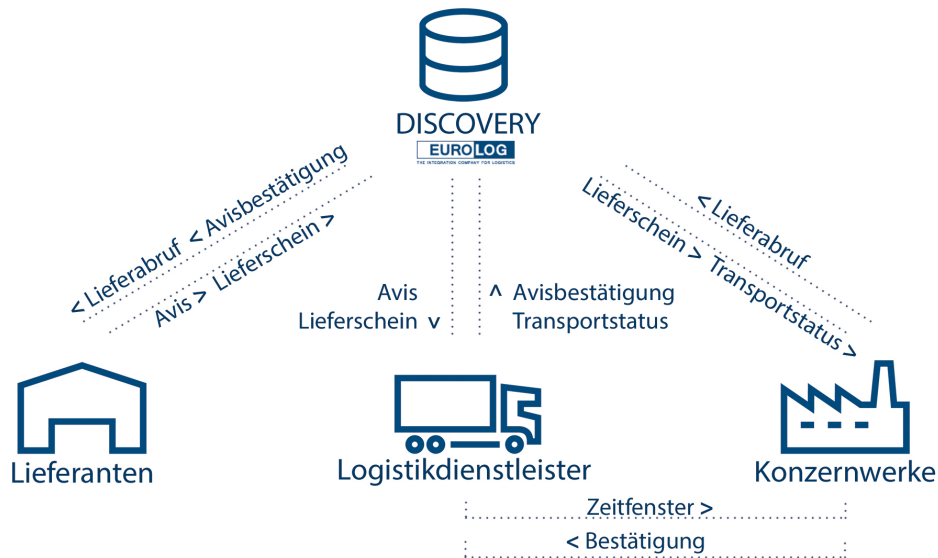 DISCOVERY
EUROLOG
THE INTEGRATION COMPANY FOR LOGISTICS
< Lieferabruf < Avisbestätigung
Avis > Lieferschein >
Avis
Lieferschein v
^ Avisbestätigung
Transportstatus
< Lieferabruf
Lieferschein > Transportstatus >
Lieferanten
Logistikdienstleister
Konzernwerke
Zeitfenster >
< Bestätigung